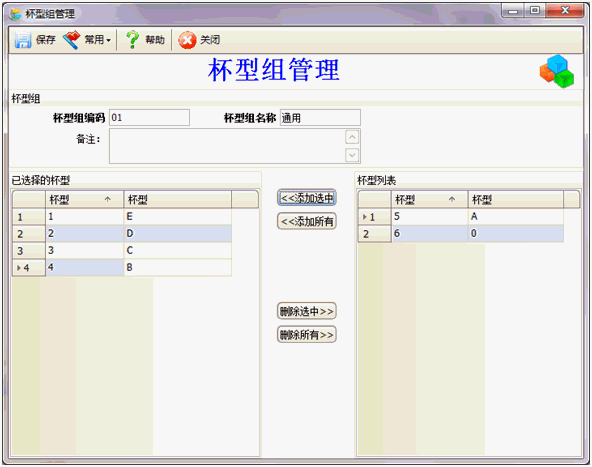 杯型组管理
保存 常用 帮助 关闭
杯型组管理
杯型组
杯型组编码 01 杯型组名称 通用
备注:
已选择的杯型
杯型 杯型
1 1 E
2 2 D
3 3 C
4 4 B
<<添加选中
<<添加所有
删除选中>>
删除所有>>
杯型列表
杯型 杯型
1 5 A
2 6 0